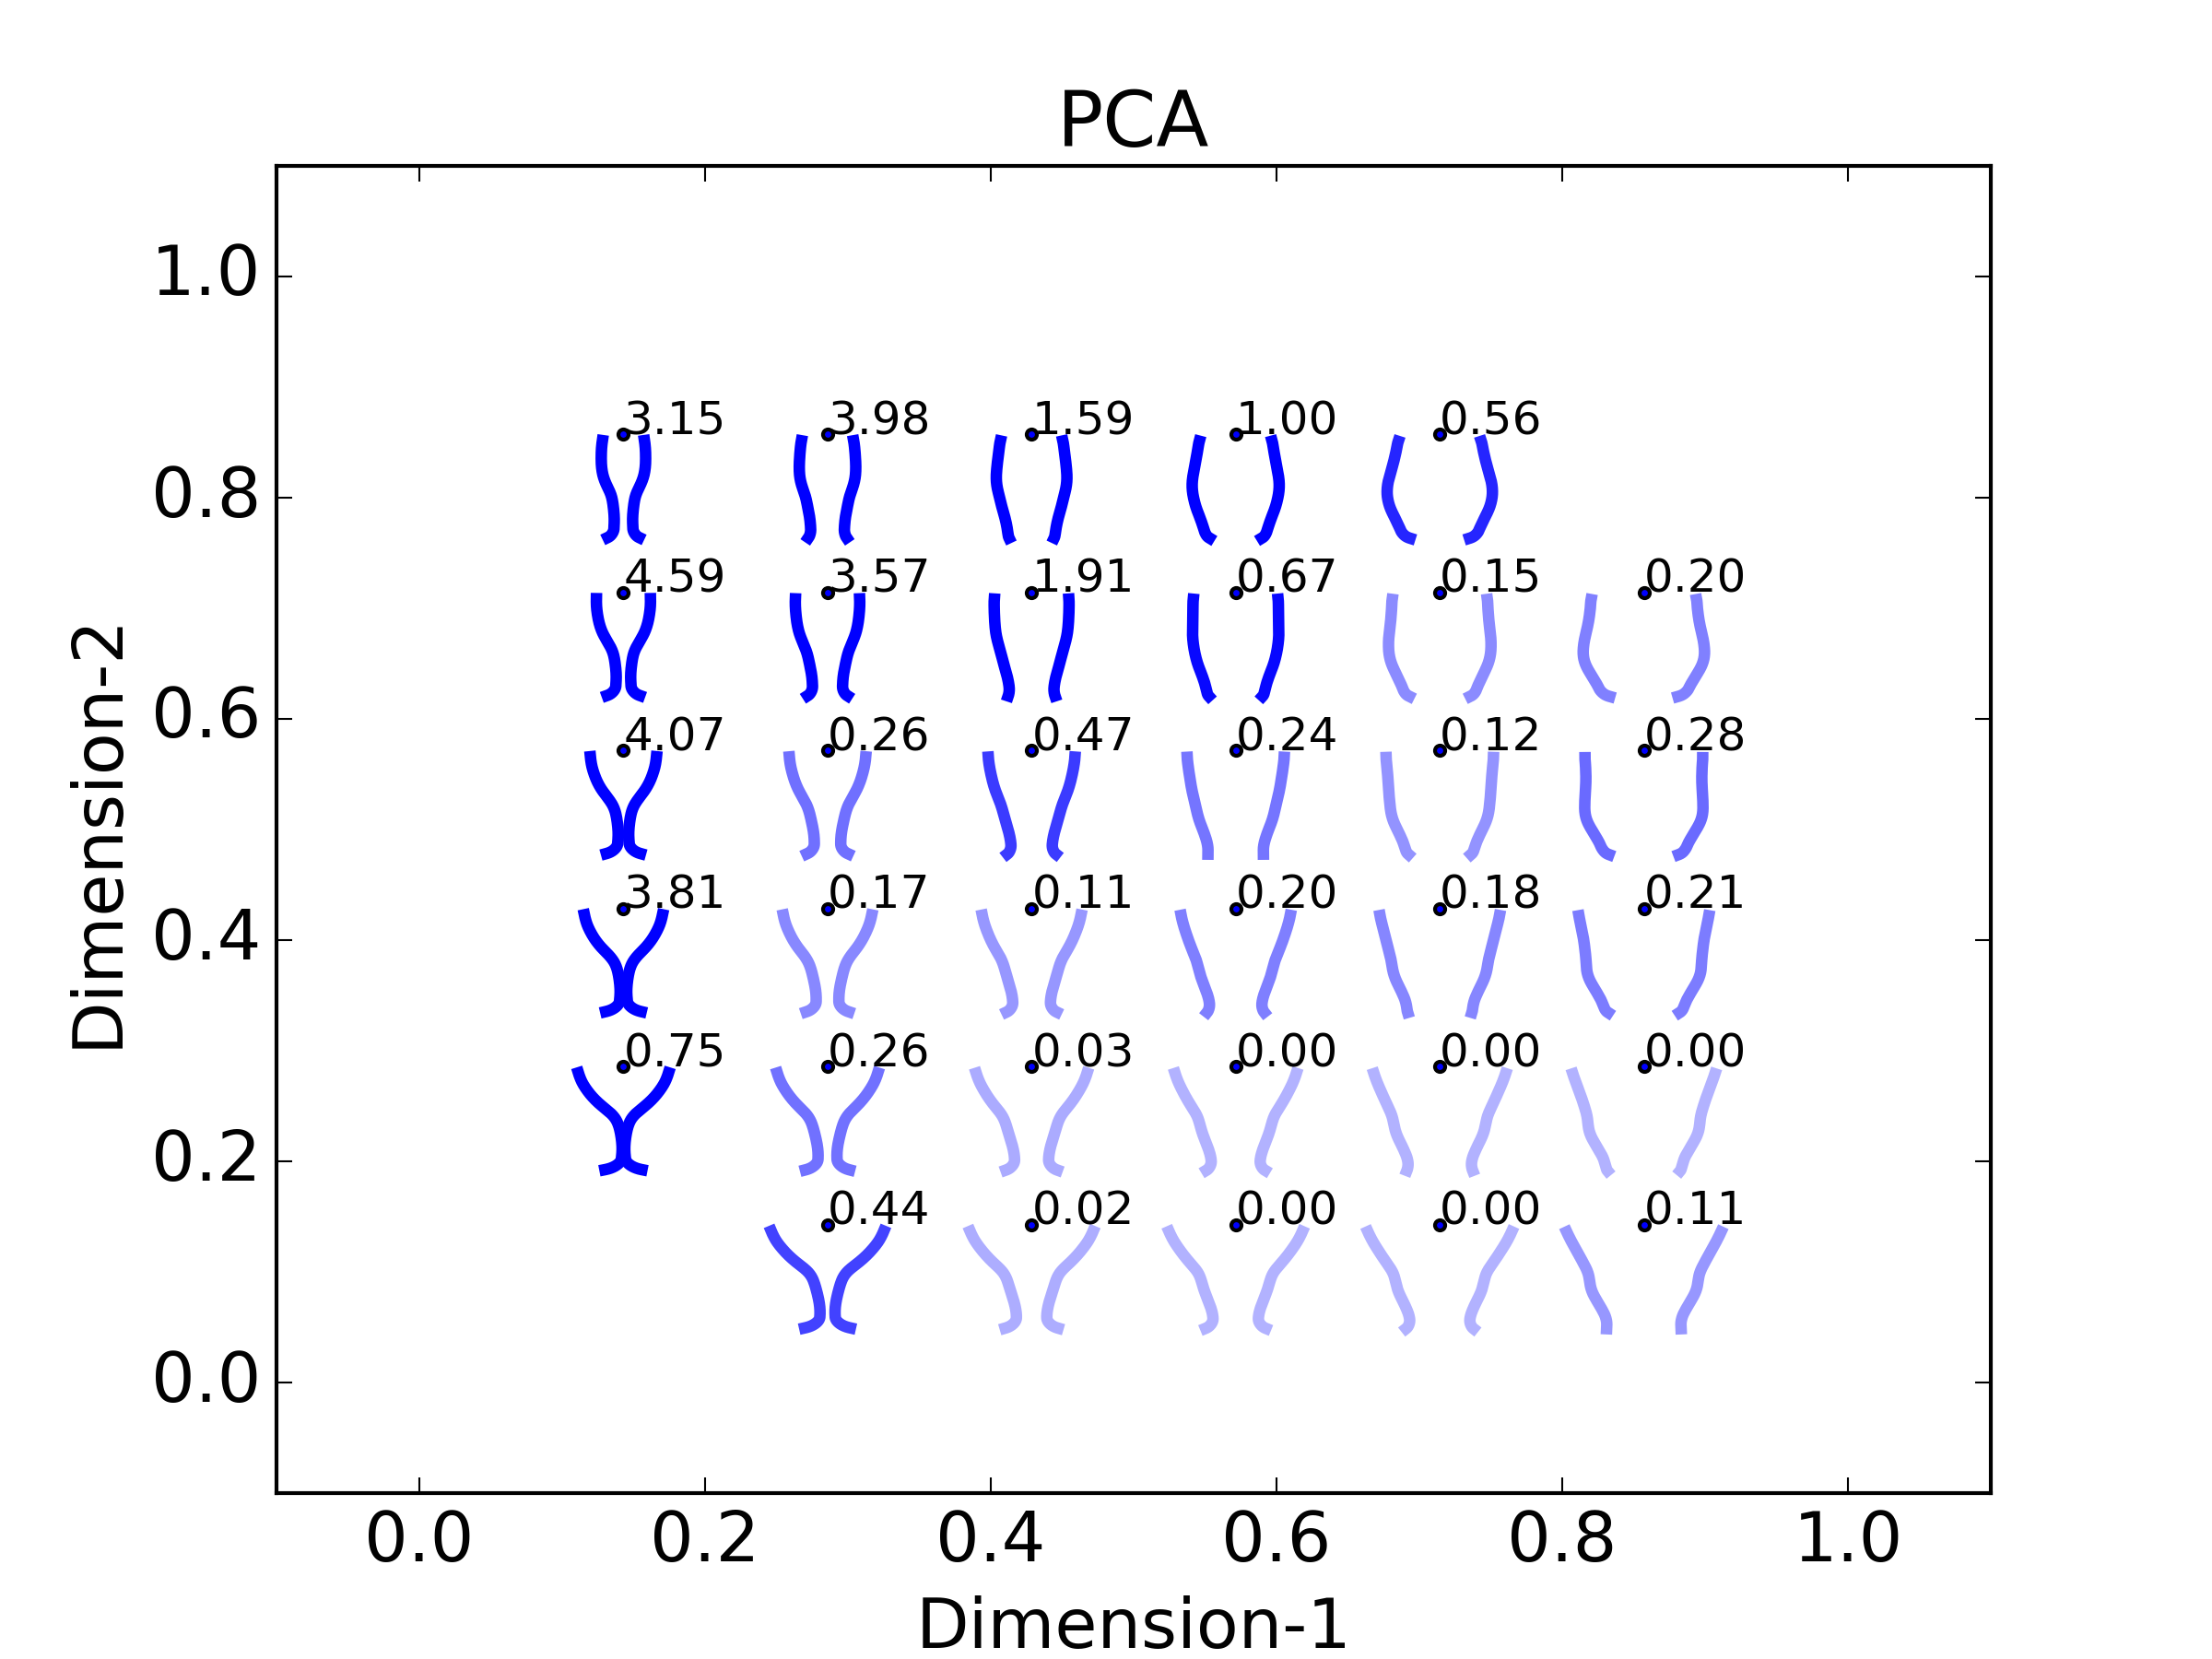 PCA
1.0
3.15 3.98 1.59 1.00 0.56
0.8
4.59 3.57 1.91 0.67 0.15 0.20
0.6
4.07 0.26 0.47 0.24 0.12 0.28
0.4
3.81 0.17 0.11 0.20 0.18 0.21
0.75 0.26 0.03 0.00 0.00 0.00
0.2
0.44 0.02 0.00 0.00 0.11
0.0
Dimension-2
0.0 0.2 0.4 0.6 0.8 1.0
Dimension-1